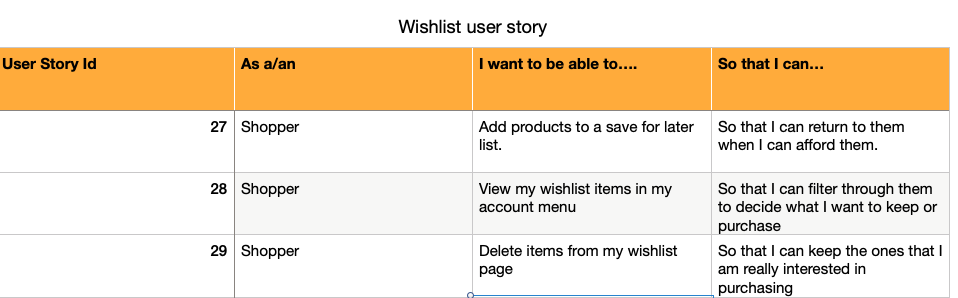 Wishlist user story
User Story Id
As a/an
I want to be able to....
So that I can...
27
Shopper
Add products to a save for later
list.
So that I can return to them
when I can afford them.
28
Shopper
View my wishlist items in my
account menu
So that I can filter through them
to decide what I want to keep or
purchase
29
Shopper
Delete items from my wishlist
page
So that I can keep the ones that I
am really interested in
purchasing